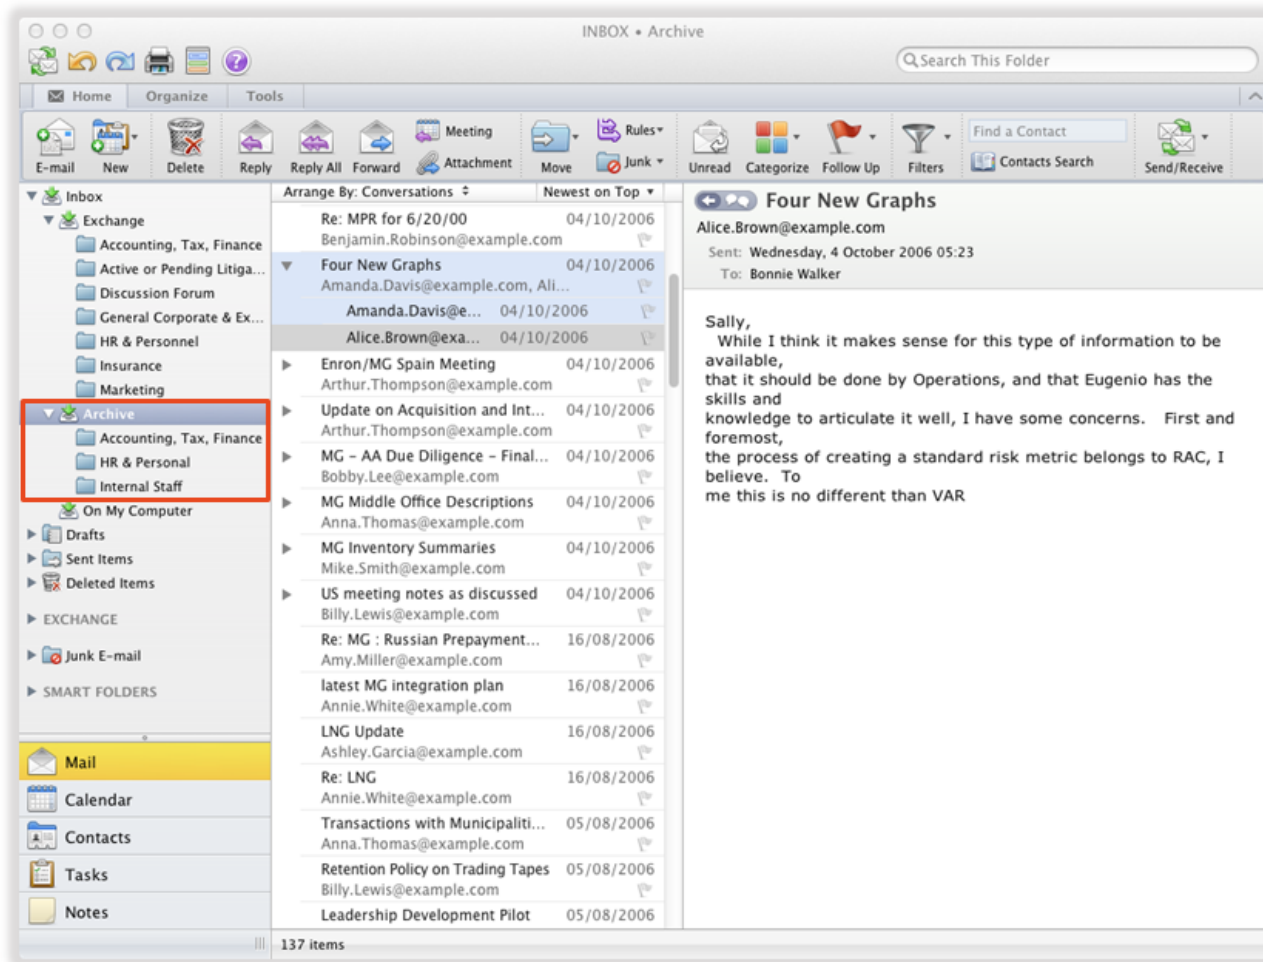 INBOX • Archive
Search This Folder
Home Organize Tools
E-mail New Delete Reply Reply All Forward Meeting Attachment Move Rules Junk Unread Categorize Follow Up Filters Find a Contact Contacts Search Send/Receive
Inbox
Exchange
Accounting, Tax, Finance
Active or Pending Litiga...
Discussion Forum
General Corporate & Ex...
HR & Personnel
Insurance
Marketing
Archive
Accounting, Tax, Finance
HR & Personal
Internal Staff
On My Computer
Drafts
Sent Items
Deleted Items
EXCHANGE
Junk E-mail
SMART FOLDERS
Mail
Calendar
Contacts
Tasks
Notes
Arrange By: Conversations Newest on Top
Re: MPR for 6/20/00 04/10/2006
Benjamin.Robinson@example.com
Four New Graphs 04/10/2006
Amanda.Davis@example.com, Ali...
Amanda.Davis@e... 04/10/2006
Alice.Brown@exa... 04/10/2006
Enron/MG Spain Meeting 04/10/2006
Arthur.Thompson@example.com
Update on Acquisition and Int... 04/10/2006
Arthur.Thompson@example.com
MG – AA Due Diligence – Final... 04/10/2006
Bobby.Lee@example.com
MG Middle Office Descriptions 04/10/2006
Anna.Thomas@example.com
MG Inventory Summaries 04/10/2006
Mike.Smith@example.com
US meeting notes as discussed 04/10/2006
Billy.Lewis@example.com
Re: MG : Russian Prepayment... 16/08/2006
Amy.Miller@example.com
latest MG integration plan 16/08/2006
Annie.White@example.com
LNG Update 16/08/2006
Ashley.Garcia@example.com
Re: LNG 16/08/2006
Annie.White@example.com
Transactions with Municipaliti... 05/08/2006
Anna.Thomas@example.com
Retention Policy on Trading Tapes 05/08/2006
Billy.Lewis@example.com
Leadership Development Pilot 05/08/2006
137 items
Four New Graphs
Alice.Brown@example.com
Sent: Wednesday, 4 October 2006 05:23
To: Bonnie Walker
Sally,
While I think it makes sense for this type of information to be
available,
that it should be done by Operations, and that Eugenio has the
skills and
knowledge to articulate it well, I have some concerns. First and
foremost,
the process of creating a standard risk metric belongs to RAC, I
believe. To
me this is no different than VAR